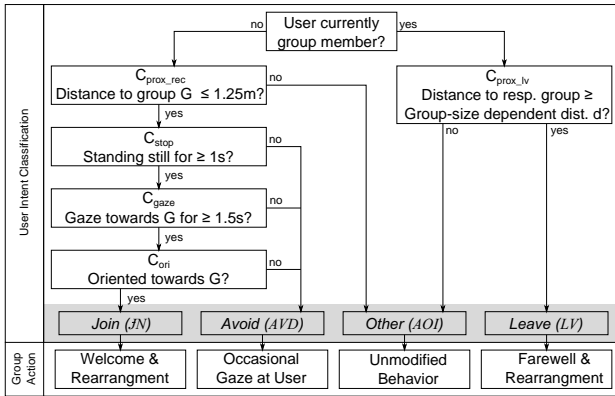 User currently
group member?
no
yes
C_prox_rec
Distance to group G ≤ 1.25m?
no
yes
C_prox_lv
Distance to resp. group ≥
Group-size dependent dist. d?
no
yes
C_stop
Standing still for ≥ 1s?
no
yes
C_gaze
Gaze towards G for ≥ 1.5s?
no
yes
C_ori
Oriented towards G?
no
yes
User Intent Classification
Join (JN)
Avoid (AVD)
Other (AOI)
Leave (LV)
Group
Action
Welcome &
Rearrangment
Occasional
Gaze at User
Unmodified
Behavior
Farewell &
Rearrangment